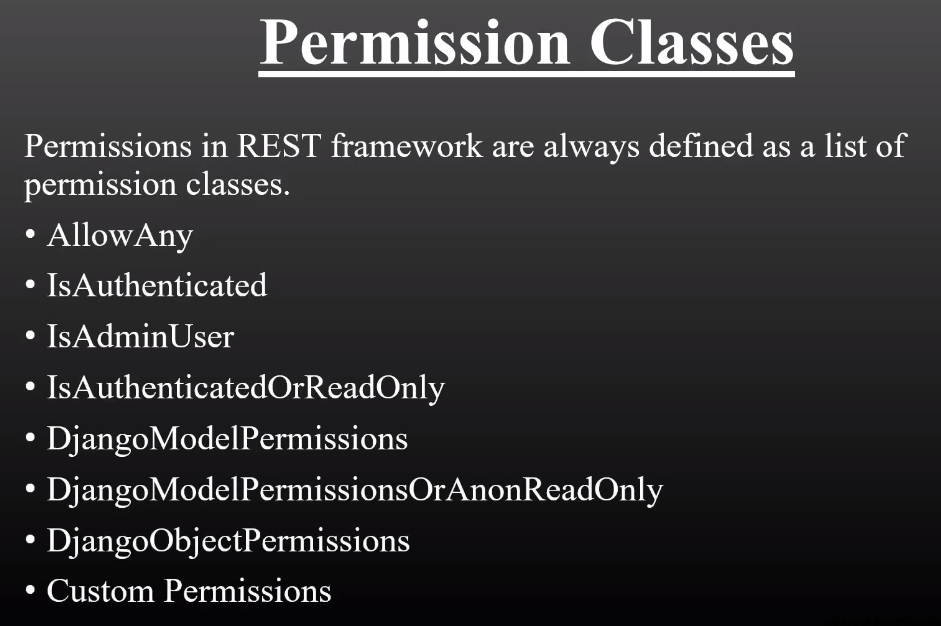 Permission Classes
Permissions in REST framework are always defined as a list of
permission classes.
• AllowAny
• IsAuthenticated
• IsAdminUser
• IsAuthenticatedOrReadOnly
• DjangoModelPermissions
• DjangoModelPermissionsOrAnonReadOnly
• DjangoObjectPermissions
• Custom Permissions